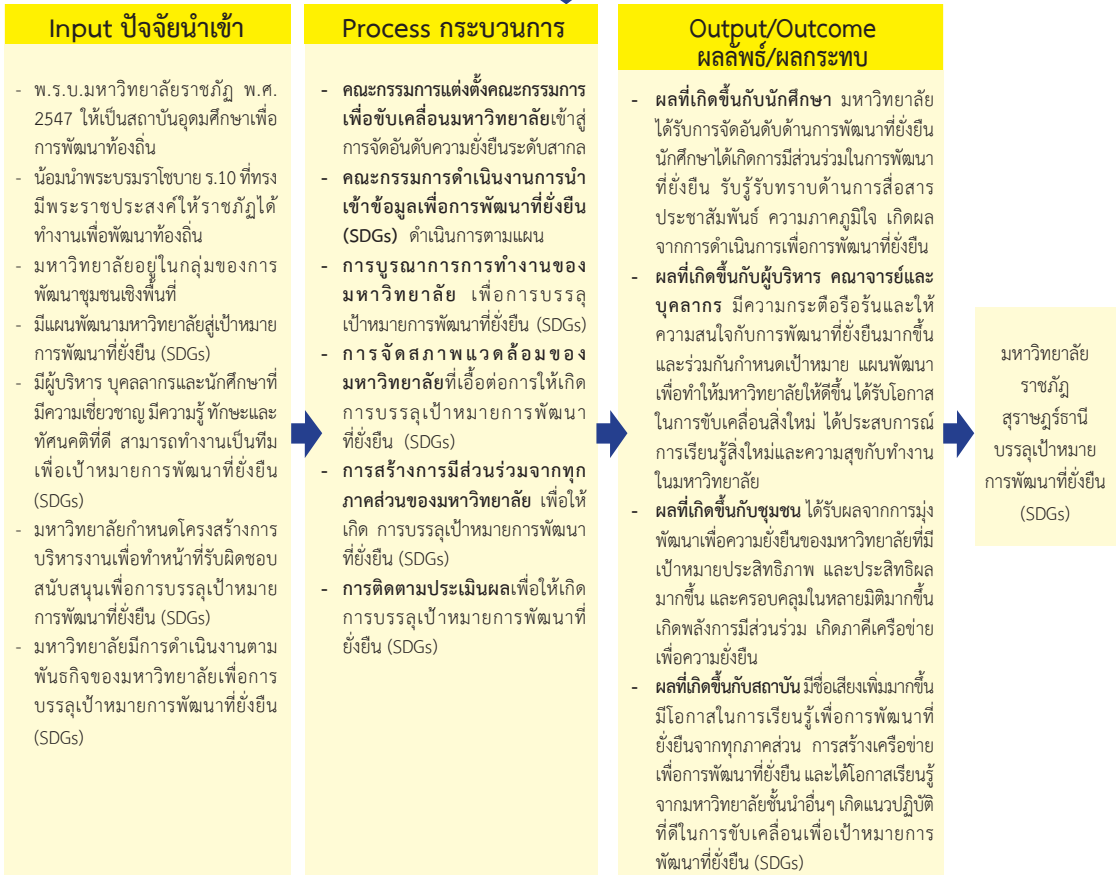 Input ปัจจัยนำเข้า
- พ.ร.บ.มหาวิทยาลัยราชภัฏ พ.ศ.
2547 ให้เป็นสถาบันอุดมศึกษาเพื่อ
การพัฒนาท้องถิ่น
- น้อมนำพระบรมราโชบาย ร.10 ที่ทรง
มีพระราชประสงค์ให้ราชภัฏได้
ทำงานเพื่อพัฒนาท้องถิ่น
- มหาวิทยาลัยอยู่ในกลุ่มของการ
พัฒนาชุมชนเชิงพื้นที่
- มีแผนพัฒนามหาวิทยาลัยสู่เป้าหมาย
การพัฒนาที่ยั่งยืน (SDGs)
- มีผู้บริหาร บุคลลากรและนักศึกษาที่
มีความเชี่ยวชาญ มีความรู้ ทักษะและ
ทัศนคติที่ดี สามารถทำงานเป็นทีม
เพื่อเป้าหมายการพัฒนาที่ยั่งยืน
(SDGs)
- มหาวิทยาลัยกำหนดโครงสร้างการ
บริหารงานเพื่อทำหน้าที่รับผิดชอบ
สนับสนุนเพื่อการบรรลุเป้าหมาย
การพัฒนาที่ยั่งยืน (SDGs)
- มหาวิทยาลัยมีการดำเนินงานตาม
พันธกิจของมหาวิทยาลัยเพื่อการ
บรรลุเป้าหมายการพัฒนาที่ยั่งยืน
(SDGs)
Process กระบวนการ
- คณะกรรมการแต่งตั้งคณะกรรมการ
เพื่อขับเคลื่อนมหาวิทยาลัยเข้าสู่
การจัดอันดับความยั่งยืนระดับสากล
- คณะกรรมการดำเนินงานการนำ
เข้าข้อมูลเพื่อการพัฒนาที่ยั่งยืน
(SDGs) ดำเนินการตามแผน
- การบูรณาการการทำงานของ
มหาวิทยาลัย เพื่อการบรรลุ
เป้าหมายการพัฒนาที่ยั่งยืน (SDGs)
- การจัดสภาพแวดล้อมของ
มหาวิทยาลัยที่เอื้อต่อการให้เกิด
การบรรลุเป้าหมายการพัฒนา
ที่ยั่งยืน (SDGs)
- การสร้างการมีส่วนร่วมจากทุก
ภาคส่วนของมหาวิทยาลัย เพื่อให้
เกิด การบรรลุเป้าหมายการพัฒนา
ที่ยั่งยืน (SDGs)
- การติดตามประเมินผลเพื่อให้เกิด
การบรรลุเป้าหมายการพัฒนาที่
ยั่งยืน (SDGs)
Output/Outcome
ผลลัพธ์/ผลกระทบ
- ผลที่เกิดขึ้นกับนักศึกษา มหาวิทยาลัย
ได้รับการจัดอันดับด้านการพัฒนาที่ยั่งยืน
นักศึกษาได้เกิดการมีส่วนร่วมในการพัฒนา
ที่ยั่งยืน รับรู้รับทราบด้านการสื่อสาร
ประชาสัมพันธ์ ความภาคภูมิใจ เกิดผล
จากการดำเนินการเพื่อการพัฒนาที่ยั่งยืน
- ผลที่เกิดขึ้นกับผู้บริหาร คณาจารย์และ
บุคลากร มีความกระตือรือร้นและให้
ความสนใจกับการพัฒนาที่ยั่งยืนมากขึ้น
และร่วมกันกำหนดเป้าหมาย แผนพัฒนา
เพื่อทำให้มหาวิทยาลัยให้ดีขึ้น ได้รับโอกาส
ในการขับเคลื่อนสิ่งใหม่ ได้ประสบการณ์
การเรียนรู้สิ่งใหม่และความสุขกับทำงาน
ในมหาวิทยาลัย
- ผลที่เกิดขึ้นกับชุมชน ได้รับผลจากการมุ่ง
พัฒนาเพื่อความยั่งยืนของมหาวิทยาลัยที่มี
เป้าหมายประสิทธิภาพ และประสิทธิผล
มากขึ้น และครอบคลุมในหลายมิติมากขึ้น
เกิดพลังการมีส่วนร่วม เกิดภาคีเครือข่าย
เพื่อความยั่งยืน
- ผลที่เกิดขึ้นกับสถาบัน มีชื่อเสียงเพิ่มมากขึ้น
มีโอกาสในการเรียนรู้เพื่อการพัฒนาที่
ยั่งยืนจากทุกภาคส่วน การสร้างเครือข่าย
เพื่อการพัฒนาที่ยั่งยืน และได้โอกาสเรียนรู้
จากมหาวิทยาลัยชั้นนำอื่นๆ เกิดแนวปฏิบัติ
ที่ดีในการขับเคลื่อนเพื่อเป้าหมายการ
พัฒนาที่ยั่งยืน (SDGs)
มหาวิทยาลัย
ราชภัฎ
สุราษฎร์ธานี
บรรลุเป้าหมาย
การพัฒนาที่ยั่งยืน
(SDGs)